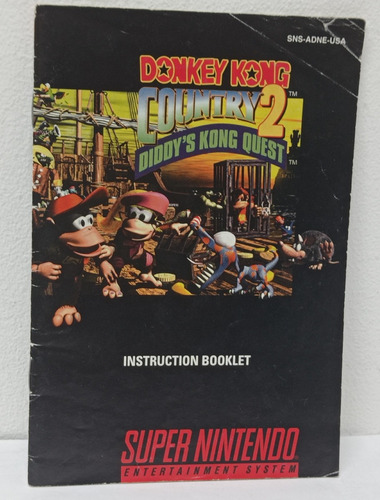 SNS-ADNE-USA
DONKEY KONG
COUNTRY 2 ™
DIDDY'S KONG QUEST ™
INSTRUCTION BOOKLET
SUPER NINTENDO
ENTERTAINMENT SYSTEM